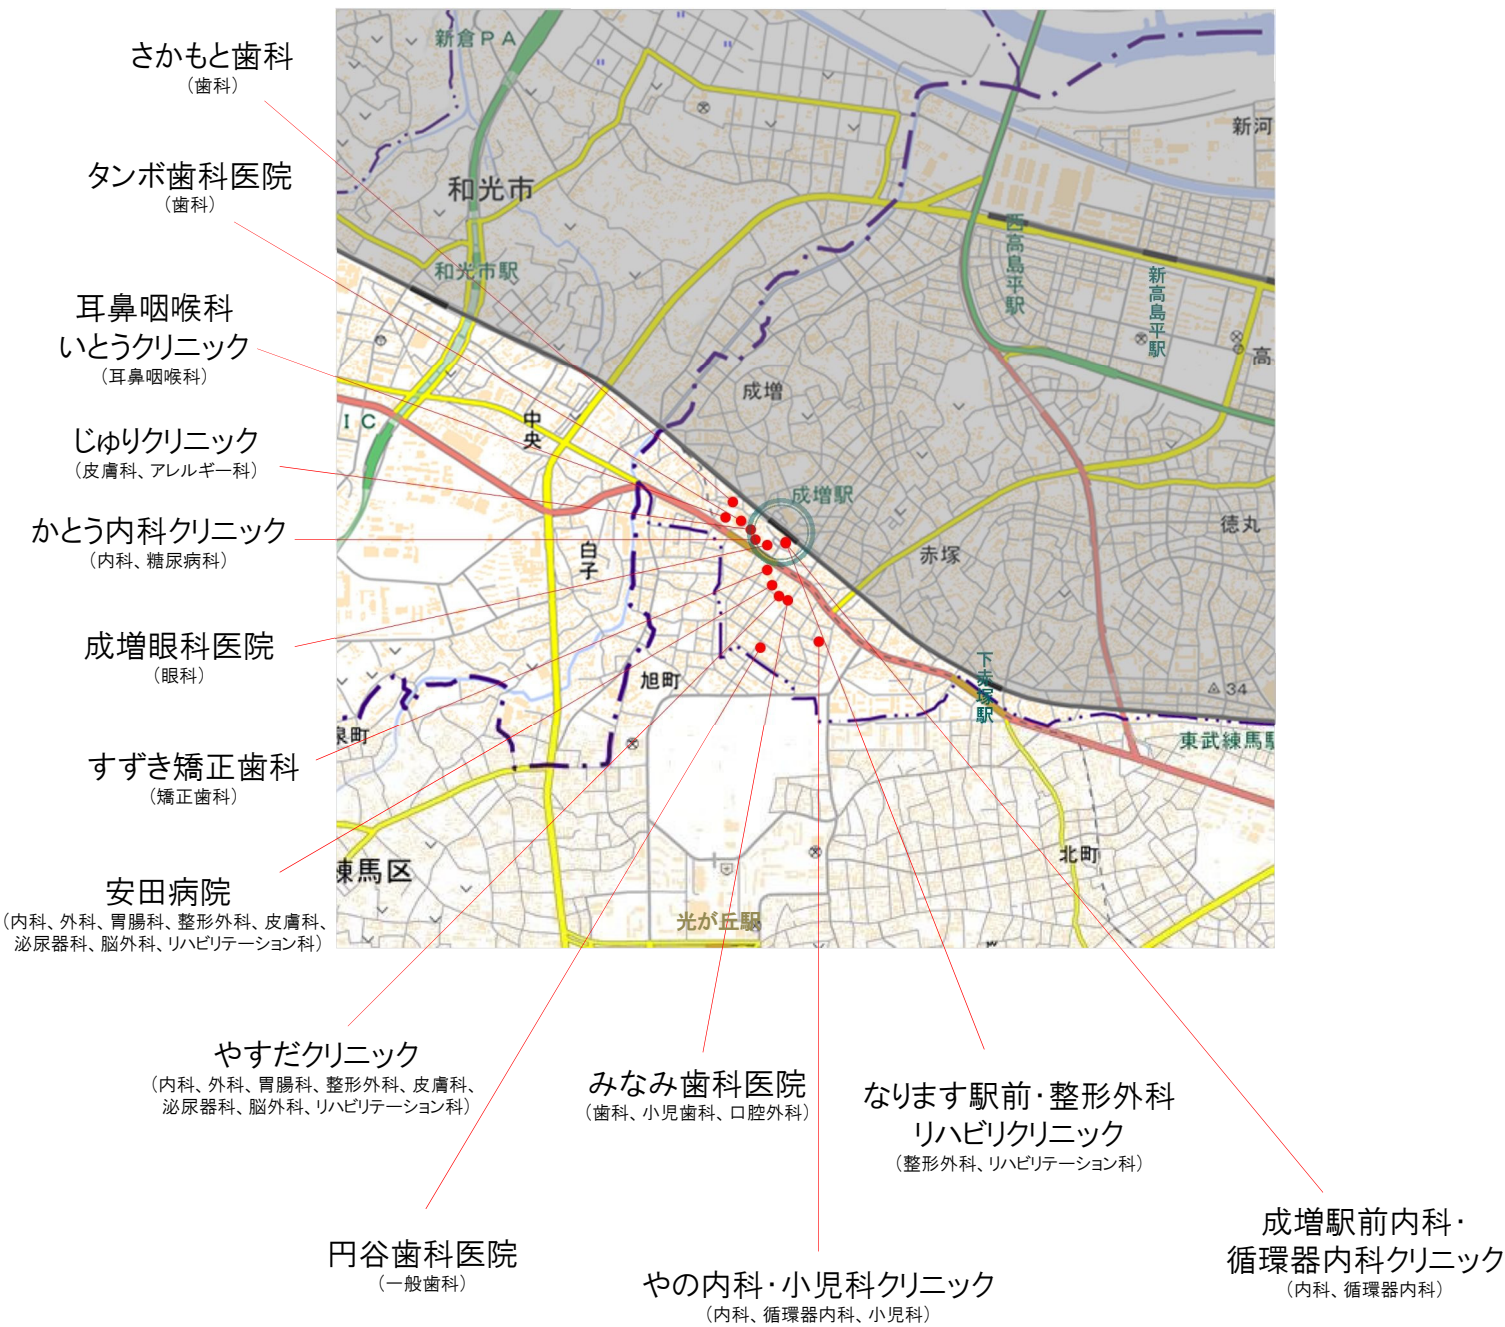 さかもと歯科
（歯科）
タンボ歯科医院
（歯科）
耳鼻咽喉科
いとうクリニック
（耳鼻咽喉科）
じゅりクリニック
（皮膚科、アレルギー科）
かとう内科クリニック
（内科、糖尿病科）
成増眼科医院
（眼科）
すずき矯正歯科
（矯正歯科）
安田病院
（内科、外科、胃腸科、整形外科、皮膚科、
泌尿器科、脳外科、リハビリテーション科）
やすだクリニック
（内科、外科、胃腸科、整形外科、皮膚科、
泌尿器科、脳外科、リハビリテーション科）
円谷歯科医院
（一般歯科）
みなみ歯科医院
（歯科、小児歯科、口腔外科）
やの内科・小児科クリニック
（内科、循環器内科、小児科）
なります駅前・整形外科
リハビリクリニック
（整形外科、リハビリテーション科）
成増駅前内科・
循環器内科クリニック
（内科、循環器内科）
新倉ＰＡ
新河
和光市
和光市駅
西高島平駅
新高島平駅
高
成増
ＩＣ
中央
成増駅
徳丸
赤塚
白子
旭町
下赤塚駅
34
泉町
東武練馬駅
北町
練馬区
光が丘駅